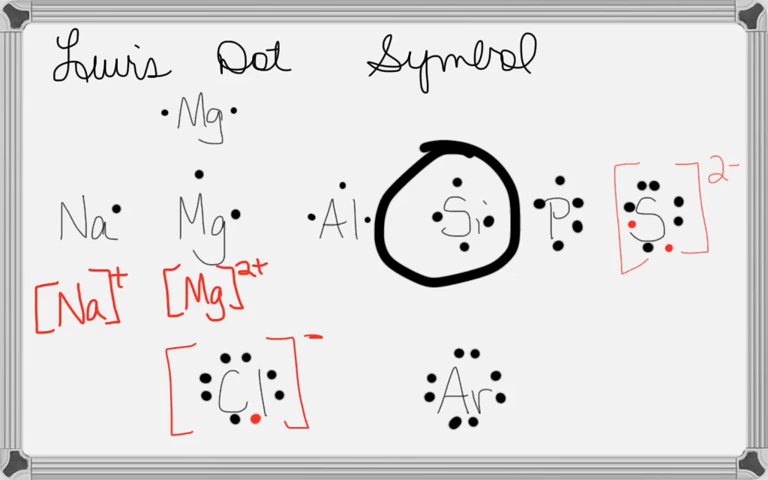 Lewis Dot Symbol
Mg
Na Mg Al Si P [S]2-
[Na]+ [Mg]2+
[Cl]- Ar